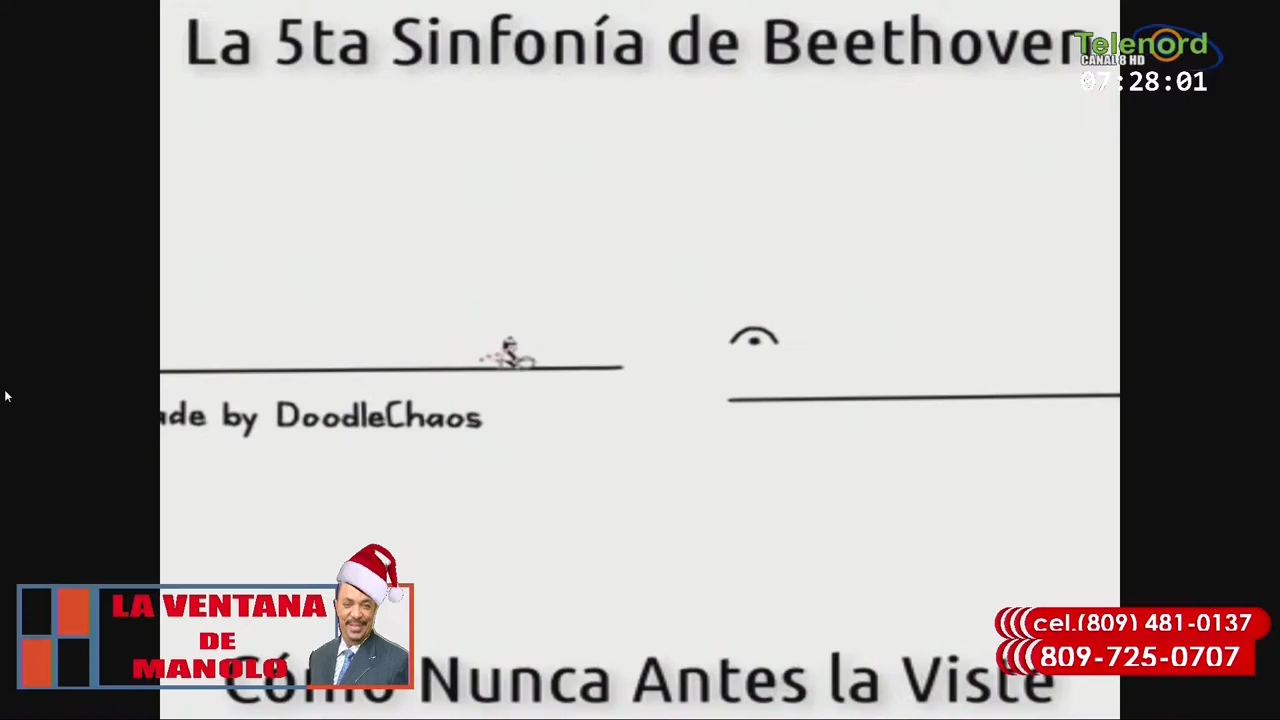 La 5ta Sinfonía de Beethoven
Telenord
CANAL 8 HD
07:28:01
ade by DoodleChaos
LA VENTANA
DE
MANOLO
cel.(809) 481-0137
809-725-0707
Cómo Nunca Antes la Viste